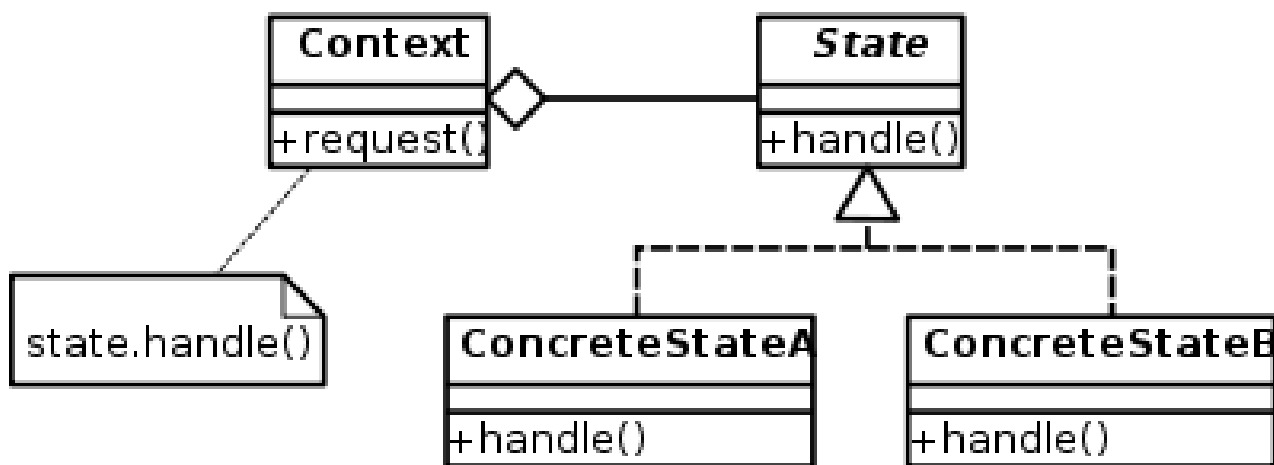 Context
State
+request()
+handle()
state.handle()
ConcreteStateA
ConcreteStateB
+handle()
+handle()